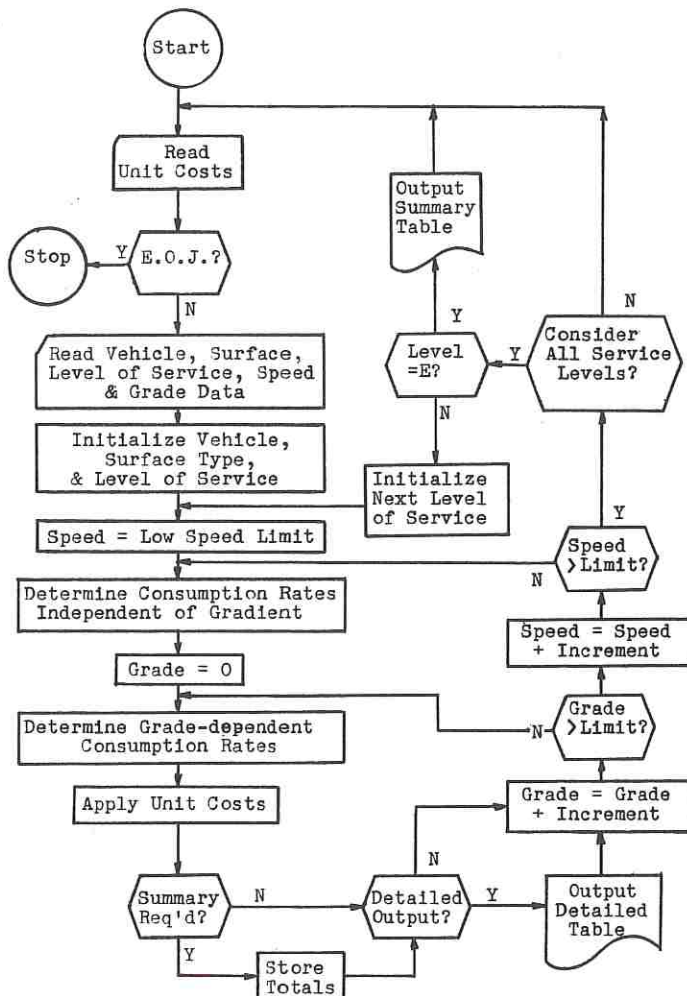 Start
Read
Unit Costs
E.O.J.?
Y
Stop
N
Read Vehicle, Surface,
Level of Service, Speed
& Grade Data
Initialize Vehicle,
Surface Type,
& Level of Service
Speed = Low Speed Limit
Determine Consumption Rates
Independent of Gradient
Grade = 0
Determine Grade-dependent
Consumption Rates
Apply Unit Costs
Summary
Req'd?
N
Y
Store
Totals
Detailed
Output?
N
Y
Output
Detailed
Table
Grade = Grade
+ Increment
Grade
>Limit?
N
Speed = Speed
+ Increment
Speed
>Limit?
N
Y
Consider
All Service
Levels?
N
Y
Level
=E?
Y
N
Output
Summary
Table
Initialize
Next Level
of Service